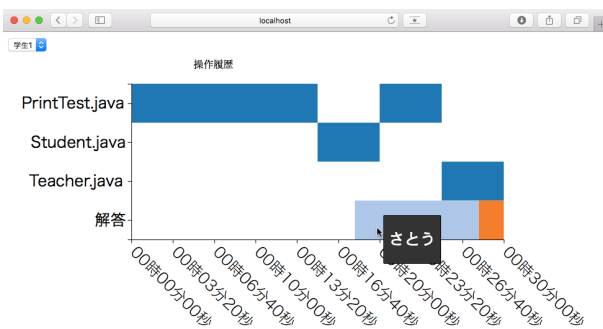 localhost
学生1
操作履歴
PrintTest.java
Student.java
Teacher.java
解答
さとう
00時00分00秒
00時03分20秒
00時06分40秒
00時10分00秒
00時13分20秒
00時16分40秒
00時20分00秒
00時23分20秒
00時26分40秒
00時30分00秒